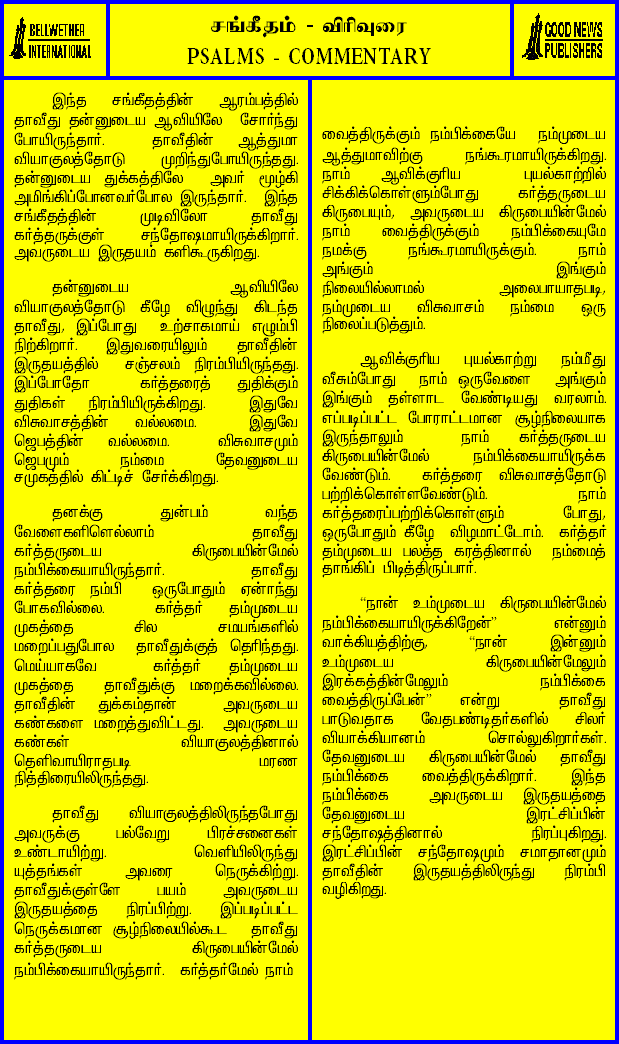 BELLWETHER
INTERNATIONAL
சங்கீதம் - விரிவுரை
PSALMS - COMMENTARY
GOOD NEWS
PUBLISHERS
இந்த சங்கீதத்தின் ஆரம்பத்தில்
தாவீது தன்னுடைய ஆவியிலே சோர்ந்து
போயிருந்தார். தாவீதின் ஆத்துமா
வியாகுலத்தோடு முறிந்துபோயிருந்தது.
தன்னுடைய துக்கத்திலே அவர் மூழ்கி
அமிங்கிப்போனவர்போல இருந்தார். இந்த
சங்கீதத்தின் முடிவிலோ தாவீது
கர்த்தருக்குள் சந்தோஷமாயிருக்கிறார்.
அவருடைய இருதயம் களிகூருகிறது.
தன்னுடைய ஆவியிலே
வியாகுலத்தோடு கீழே விழுந்து கிடந்த
தாவீது, இப்போது உற்சாகமாய் எழும்பி
நிற்கிறார். இதுவரையிலும் தாவீதின்
இருதயத்தில் சஞ்சலம் நிரம்பியிருந்தது.
இப்போதோ கர்த்தரைத் துதிக்கும்
துதிகள் நிரம்பியிருக்கிறது. இதுவே
விசுவாசத்தின் வல்லமை. இதுவே
ஜெபத்தின் வல்லமை. விசுவாசமும்
ஜெபமும் நம்மை தேவனுடைய
சமுகத்தில் கிட்டிச் சேர்க்கிறது.
தனக்கு துன்பம் வந்த
வேளைகளிளெல்லாம் தாவீது
கர்த்தருடைய கிருபையின்மேல்
நம்பிக்கையாயிருந்தார். தாவீது
கர்த்தரை நம்பி ஒருபோதும் ஏன்ாந்து
போகவில்லை. கர்த்தர் தம்முடைய
முகத்தை சில சமயங்களில்
மறைப்பதுபோல தாவீதுக்குத் தெரிந்தது.
மெய்யாகவே கர்த்தர் தம்முடைய
முகத்தை தாவீதுக்கு மறைக்கவில்லை.
தாவீதின் துக்கம்தான் அவருடைய
கண்களை மறைத்துவிட்டது. அவருடைய
கண்கள் வியாகுலத்தினால்
தெளிவாயிராதபடி மரண
நித்திரையிலிருந்தது.
தாவீது வியாகுலத்திலிருந்தபோது
அவருக்கு பல்வேறு பிரச்சனைகள்
உண்டாயிற்று. வெளியிலிருந்து
யுத்தங்கள் அவரை நெருக்கிற்று.
தாவீதுக்குள்ளே பயம் அவருடைய
இருதயத்தை நிரப்பிற்று. இப்படிப்பட்ட
நெருக்கமான சூழ்நிலையில்கூட தாவீது
கர்த்தருடைய கிருபையின்மேல்
நம்பிக்கையாயிருந்தார். கர்த்தர்மேல் நாம்
வைத்திருக்கும் நம்பிக்கையே நம்முடைய
ஆத்துமாவிற்கு நங்கூரமாயிருக்கிறது.
நாம் ஆவிக்குரிய புயல்காற்றில்
சிக்கிக்கொள்ளும்போது கர்த்தருடைய
கிருபையும், அவருடைய கிருபையின்மேல்
நாம் வைத்திருக்கும் நம்பிக்கையுமே
நமக்கு நங்கூரமாயிருக்கும். நாம்
அங்கும் இங்கும்
நிலையில்லாமல் அலைபாயாதபடி,
நம்முடைய விசுவாசம் நம்மை ஒரு
நிலைப்படுத்தும்.
ஆவிக்குரிய புயல்காற்று நம்மீது
வீசும்போது நாம் ஒருவேளை அங்கும்
இங்கும் தள்ளாட வேண்டியது வரலாம்.
எப்படிப்பட்ட போராட்டமான சூழ்நிலையாக
இருந்தாலும் நாம் கர்த்தருடைய
கிருபையின்மேல் நம்பிக்கையாயிருக்க
வேண்டும். கர்த்தரை விசுவாசத்தோடு
பற்றிக்கொள்ளவேண்டும். நாம்
கர்த்தரைப்பற்றிக்கொள்ளும் போது,
ஒருபோதும் கீழே விழமாட்டோம். கர்த்தர்
தம்முடைய பலத்த கரத்தினால் நம்மைத்
தாங்கிப் பிடித்திருப்பார்.
“நான் உம்முடைய கிருபையின்மேல்
நம்பிக்கையாயிருக்கிறேன்” என்னும்
வாக்கியத்திற்கு, “நான் இன்னும்
உம்முடைய கிருபையின்மேலும்
இரக்கத்தின்மேலும் நம்பிக்கை
வைத்திருப்பேன்” என்று தாவீது
பாடுவதாக வேதபண்டிதர்களில் சிலர்
வியாக்கியானம் சொல்லுகிறார்கள்.
தேவனுடைய கிருபையின்மேல் தாவீது
நம்பிக்கை வைத்திருக்கிறார். இந்த
நம்பிக்கை அவருடைய இருதயத்தை
தேவனுடைய இரட்சிப்பின்
சந்தோஷத்தினால் நிரப்புகிறது.
இரட்சிப்பின் சந்தோஷமும் சமாதானமும்
தாவீதின் இருதயத்திலிருந்து நிரம்பி
வழிகிறது.